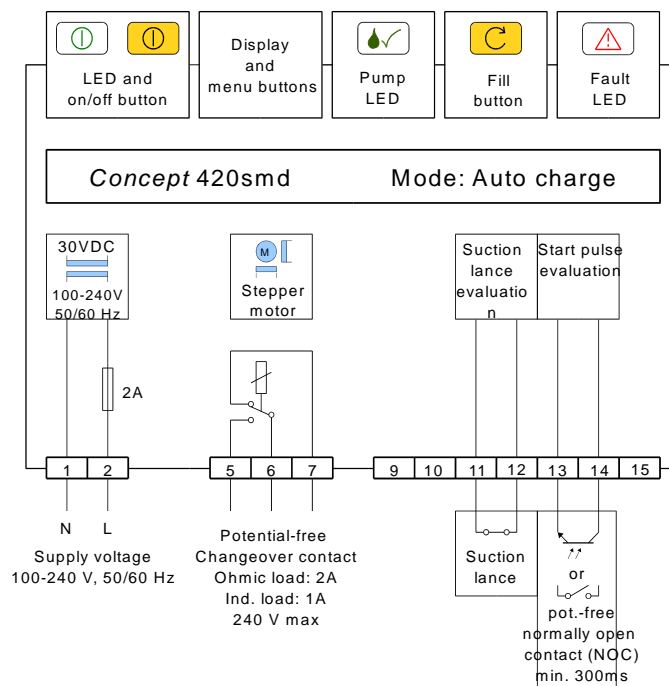 LED and
on/off button
Display
and
menu buttons
Pump
LED
Fill
button
Fault
LED
Concept 420smd
Mode: Auto charge
30VDC
100-240V
50/60 Hz
M
Stepper
motor
Suction
lance
evaluatio
n
Start pulse
evaluation
2A
1
2
5
6
7
9
10
11
12
13
14
15
N
L
Supply voltage
100-240 V, 50/60 Hz
Potential-free
Changeover contact
Ohmic load: 2A
Ind. load: 1A
240 V max
Suction
lance
or
pot.-free
normally open
contact (NOC)
min. 300ms